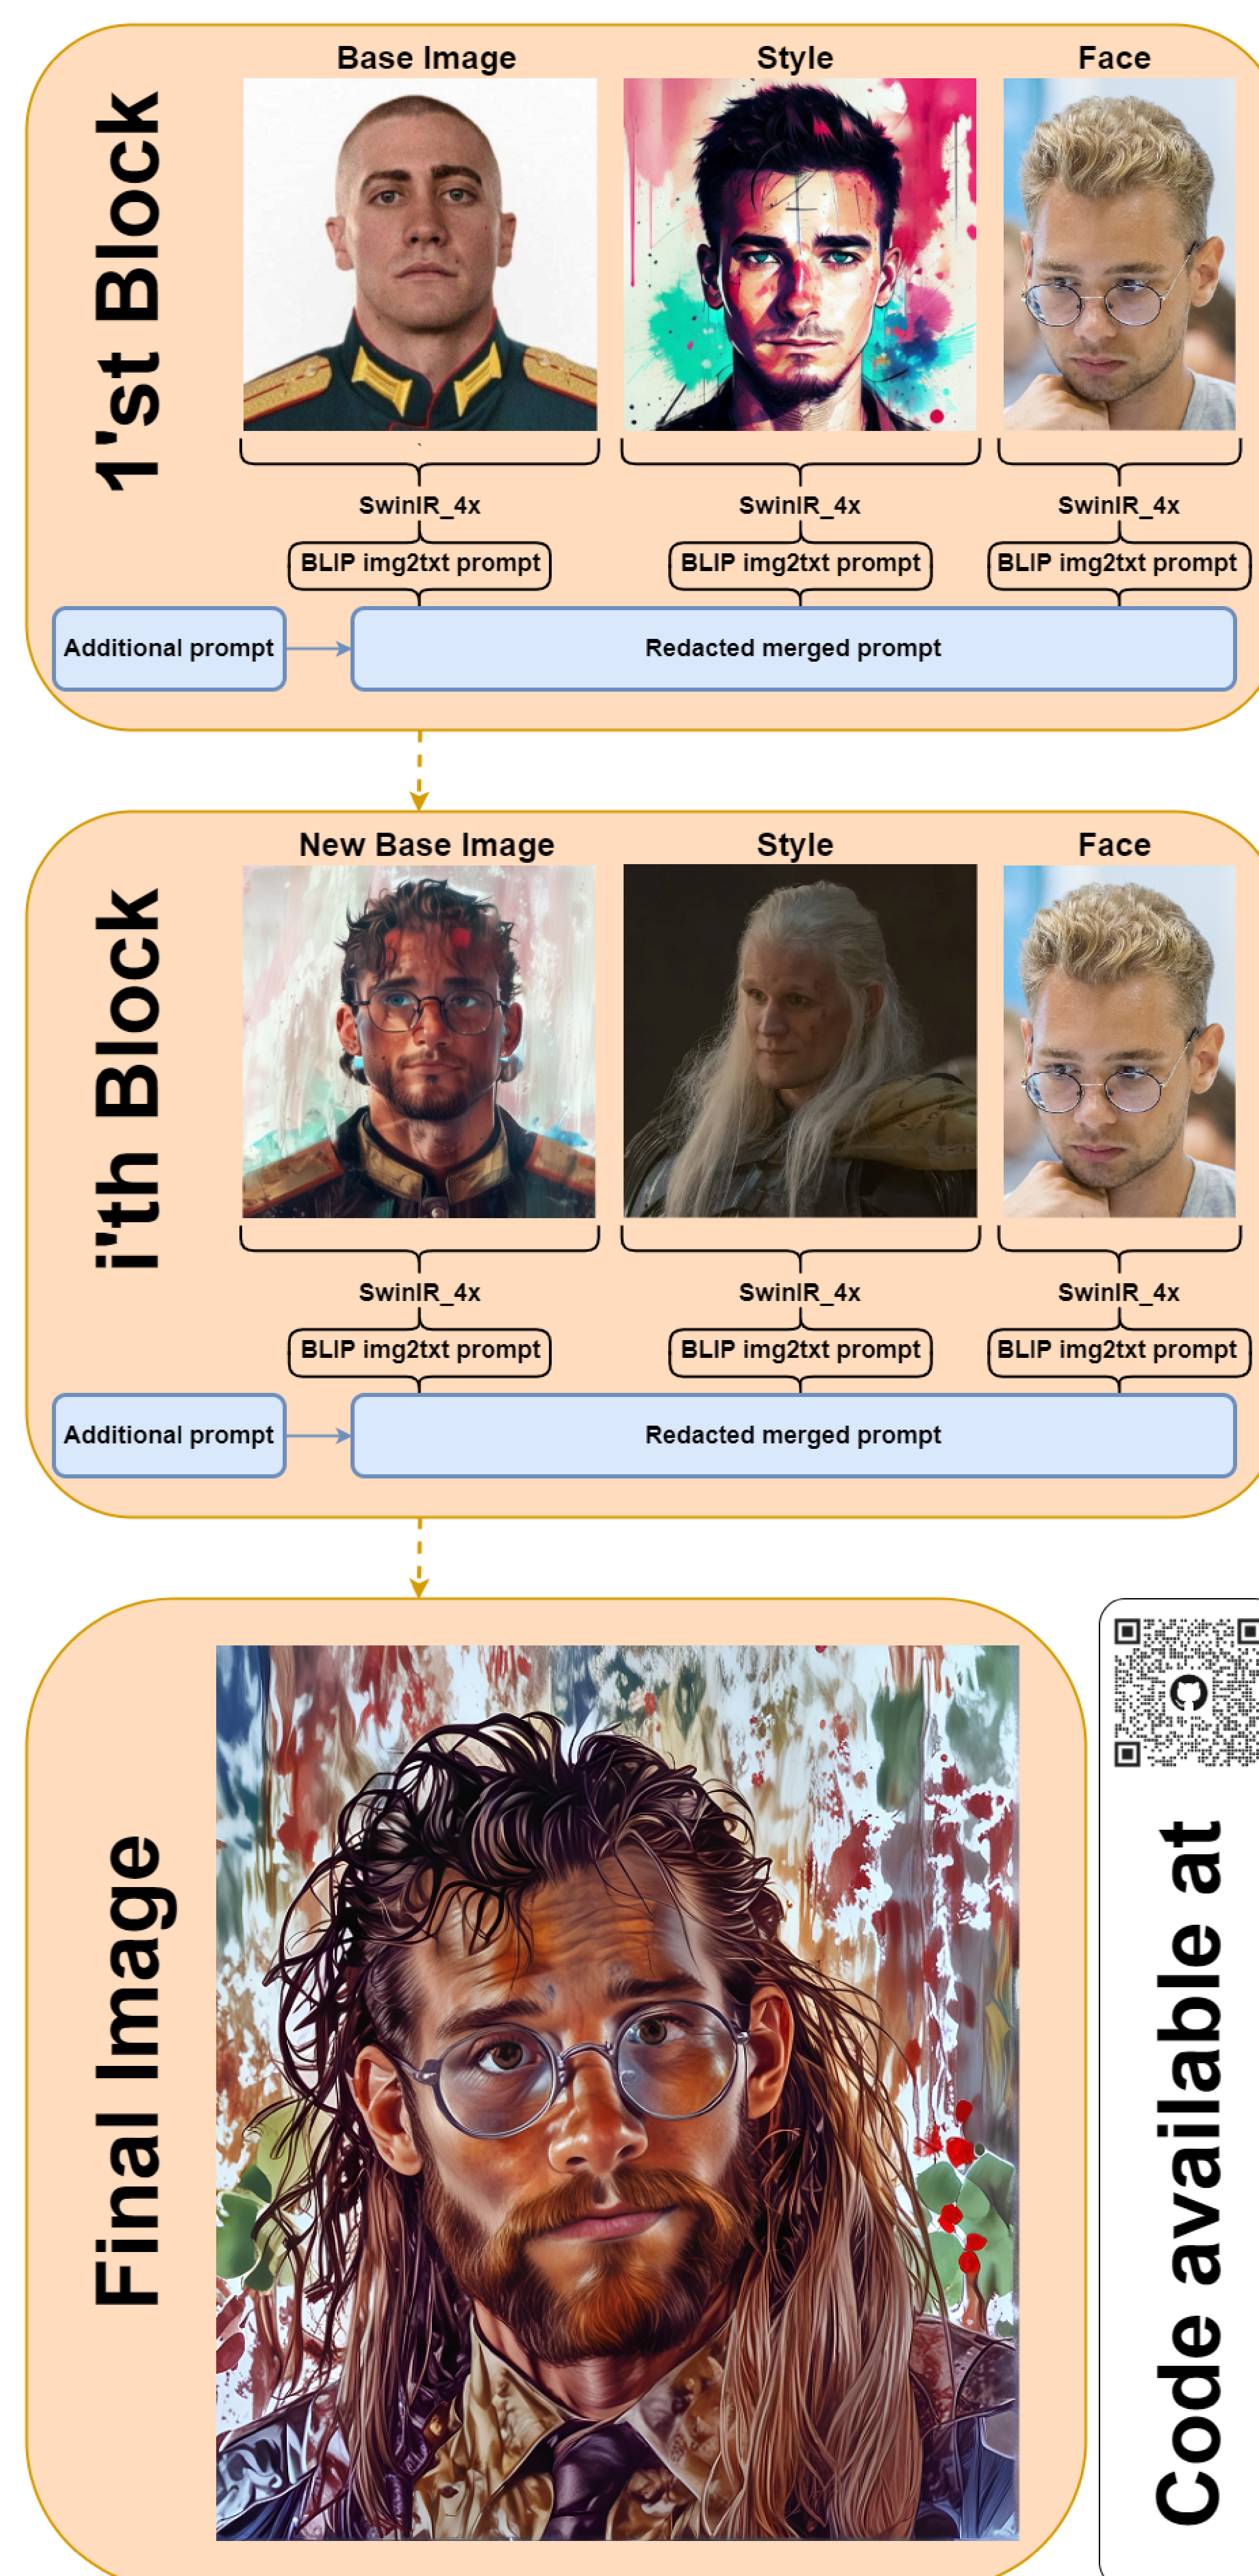 1'st Block
Base Image
Style
Face
SwinIR_4x
SwinIR_4x
SwinIR_4x
BLIP img2txt prompt
BLIP img2txt prompt
BLIP img2txt prompt
Additional prompt
Redacted merged prompt
i'th Block
New Base Image
Style
Face
SwinIR_4x
SwinIR_4x
SwinIR_4x
BLIP img2txt prompt
BLIP img2txt prompt
BLIP img2txt prompt
Additional prompt
Redacted merged prompt
Final Image
Code available at